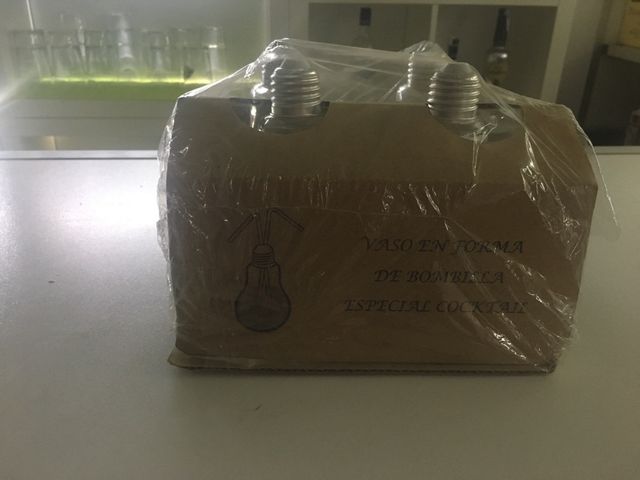 VASO EN FORMA
DE BOMBILLA
ESPECIAL COCKTAIL